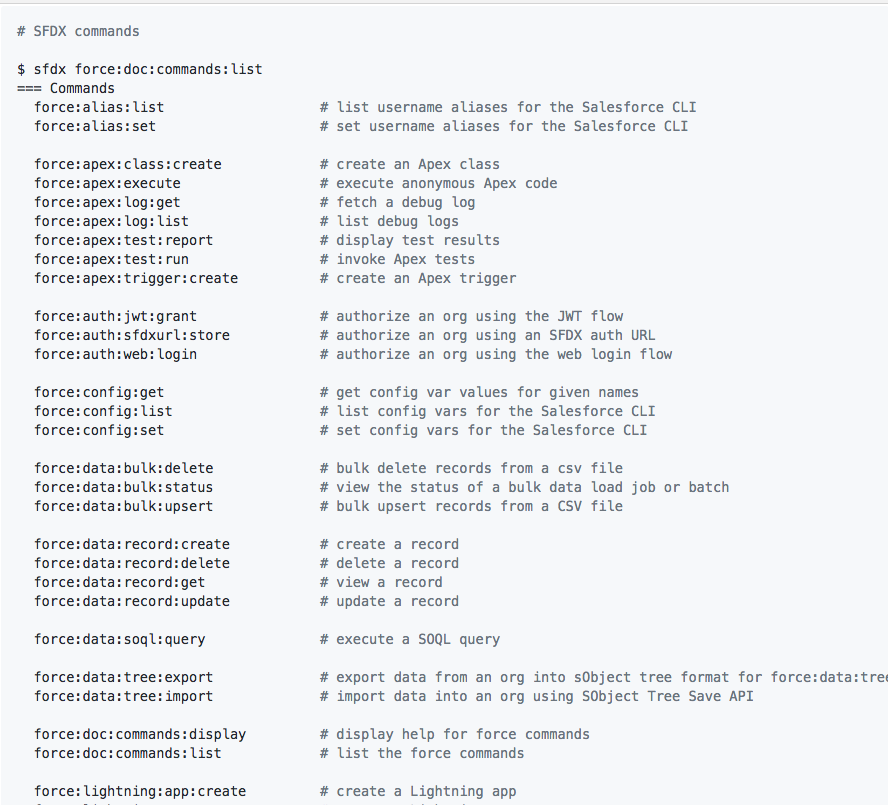 # SFDX commands
$ sfdx force:doc:commands:list
=== Commands
force:alias:list # list username aliases for the Salesforce CLI
force:alias:set # set username aliases for the Salesforce CLI
force:apex:class:create # create an Apex class
force:apex:execute # execute anonymous Apex code
force:apex:log:get # fetch a debug log
force:apex:log:list # list debug logs
force:apex:test:report # display test results
force:apex:test:run # invoke Apex tests
force:apex:trigger:create # create an Apex trigger
force:auth:jwt:grant # authorize an org using the JWT flow
force:auth:sfdxurl:store # authorize an org using an SFDX auth URL
force:auth:web:login # authorize an org using the web login flow
force:config:get # get config var values for given names
force:config:list # list config vars for the Salesforce CLI
force:config:set # set config vars for the Salesforce CLI
force:data:bulk:delete # bulk delete records from a csv file
force:data:bulk:status # view the status of a bulk data load job or batch
force:data:bulk:upsert # bulk upsert records from a CSV file
force:data:record:create # create a record
force:data:record:delete # delete a record
force:data:record:get # view a record
force:data:record:update # update a record
force:data:soql:query # execute a SOQL query
force:data:tree:export # export data from an org into sObject tree format for force:data:tree
force:data:tree:import # import data into an org using SObject Tree Save API
force:doc:commands:display # display help for force commands
force:doc:commands:list # list the force commands
force:lightning:app:create # create a Lightning app